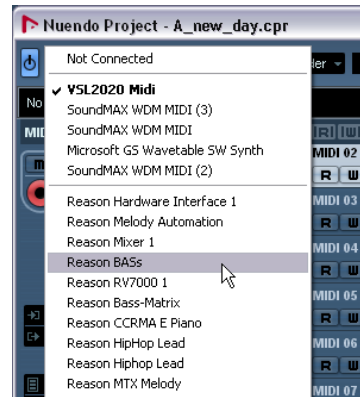 Nuendo Project - A_new_day.cpr
Not Connected
✓ VSL2020 Midi
SoundMAX WDM MIDI (3)
SoundMAX WDM MIDI
Microsoft GS Wavetable SW Synth
SoundMAX WDM MIDI (2)
Reason Hardware Interface 1
Reason Melody Automation
Reason Mixer 1
Reason BASs
Reason RV7000 1
Reason Bass-Matrix
Reason CCRMA E Piano
Reason HipHop Lead
Reason Hiphop Lead
Reason MTX Melody
der
No
MID
m
R W
MIDI 02
R W
MIDI 03
R W
MIDI 04
R W
MIDI 05
R W
MIDI 06
R W
MIDI 07